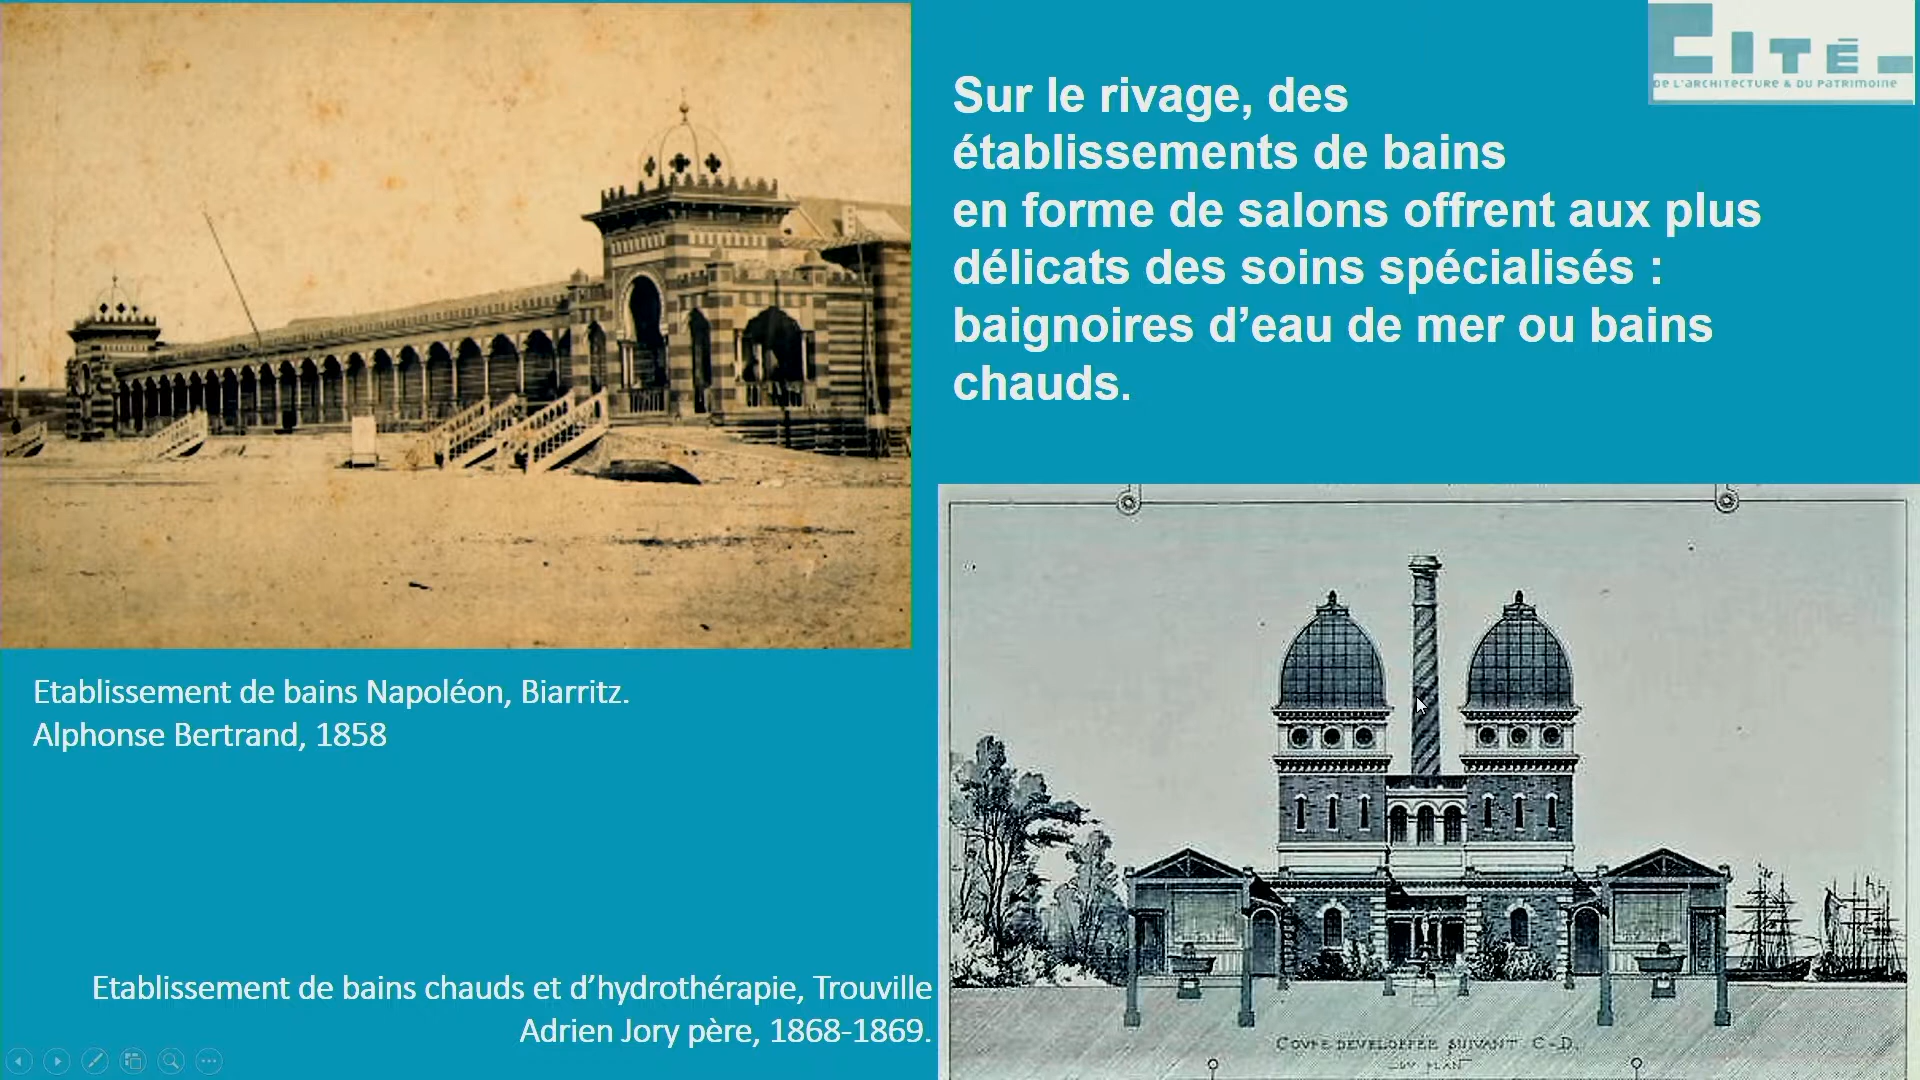 CITÉ
DE L'ARCHITECTURE & DU PATRIMOINE
Sur le rivage, des
établissements de bains
en forme de salons offrent aux plus
délicats des soins spécialisés :
baignoires d’eau de mer ou bains
chauds.
Etablissement de bains Napoléon, Biarritz.
Alphonse Bertrand, 1858
Etablissement de bains chauds et d’hydrothérapie, Trouville
Adrien Jory père, 1868-1869.
COUPE DEVELOPPÉE SUIVANT C-D.
DU PLAN